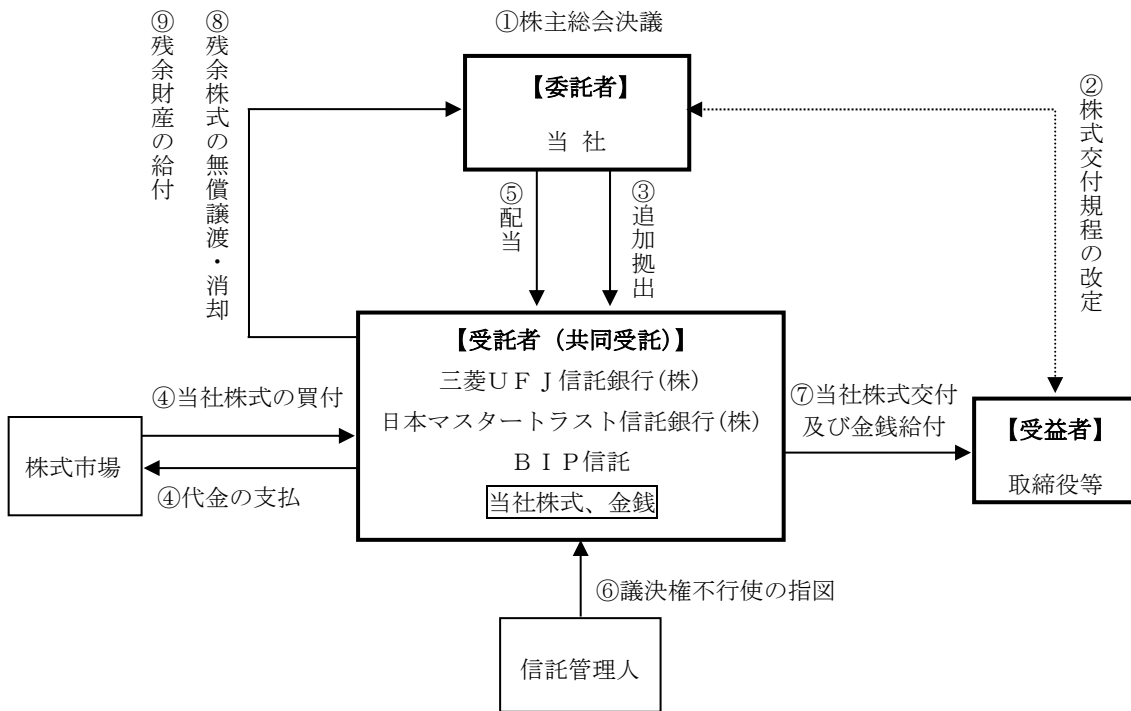 ①株主総会決議
⑨残余財産の給付
⑧残余株式の無償譲渡・消却
【委託者】
当 社
②株式交付規程の改定
⑤配当
③追加拠出
【受託者（共同受託）】
三菱ＵＦＪ信託銀行(株)
日本マスタートラスト信託銀行(株)
ＢＩＰ信託
当社株式、金銭
④当社株式の買付
株式市場
④代金の支払
⑦当社株式交付
及び金銭給付
【受益者】
取締役等
⑥議決権不行使の指図
信託管理人